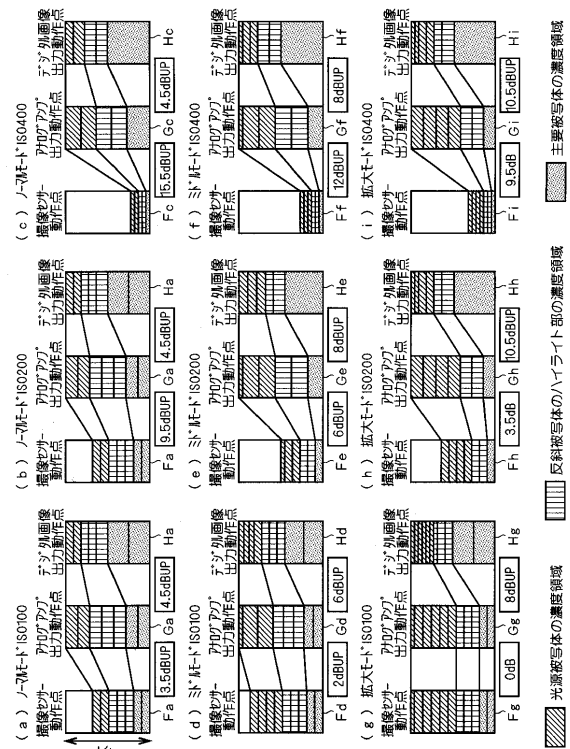 (a) ノーマルモードISO100
撮像センサー
動作点
アナログアンプ
出力動作点
デジタル画像
出力動作点
Fa
3.5dBUP
Ga
4.5dBUP
Ha
(b) ノーマルモードISO200
撮像センサー
動作点
アナログアンプ
出力動作点
デジタル画像
出力動作点
Fa
9.5dBUP
Ga
4.5dBUP
Ha
(c) ノーマルモードISO400
撮像センサー
動作点
アナログアンプ
出力動作点
デジタル画像
出力動作点
Fc
15.5dBUP
Gc
4.5dBUP
Hc
(d) ミドルモードISO100
撮像センサー
動作点
アナログアンプ
出力動作点
デジタル画像
出力動作点
Fd
2dBUP
Gd
6dBUP
Hd
(e) ミドルモードISO200
撮像センサー
動作点
アナログアンプ
出力動作点
デジタル画像
出力動作点
Fe
6dBUP
Ge
8dBUP
He
(f) ミドルモードISO400
撮像センサー
動作点
アナログアンプ
出力動作点
デジタル画像
出力動作点
Ff
12dBUP
Gf
8dBUP
Hf
(g) 拡大モードISO100
撮像センサー
動作点
アナログアンプ
出力動作点
デジタル画像
出力動作点
Fg
0dB
Gg
8dBUP
Hg
(h) 拡大モードISO200
撮像センサー
動作点
アナログアンプ
出力動作点
デジタル画像
出力動作点
Fh
3.5dB
Gh
10.5dBUP
Hh
(i) 拡大モードISO400
撮像センサー
動作点
アナログアンプ
出力動作点
デジタル画像
出力動作点
Fi
9.5dB
Gi
10.5dBUP
Hi
光源被写体の濃度領域
反斜被写体のハイライト部の濃度領域
主要被写体の濃度領域